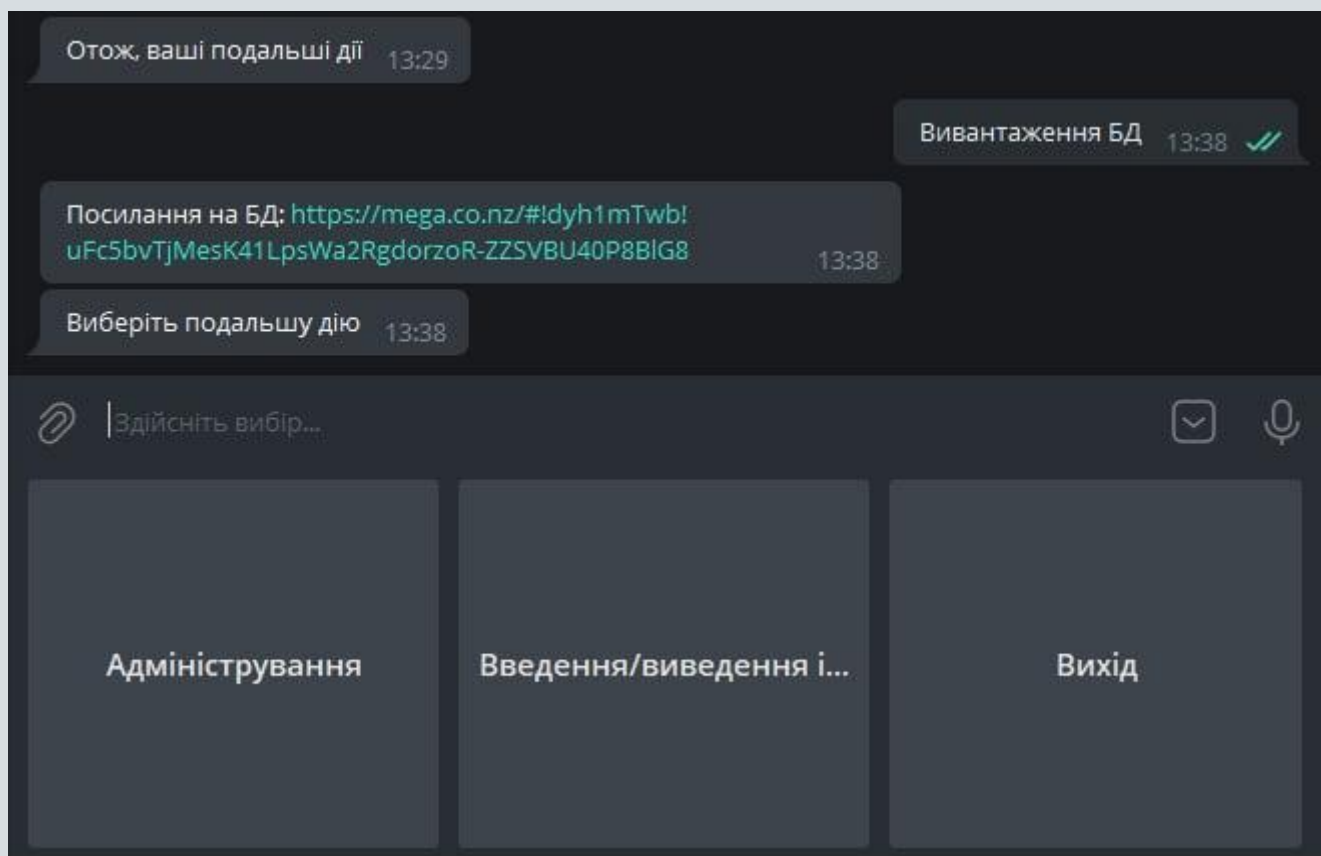 Отож, ваші подальші дії 13:29
Вивантаження БД 13:38
Посилання на БД: https://mega.co.nz/#!dyh1mTwb!
uFc5bvTjMesK41LpsWa2RgdorzoR-ZZSVBU40P8BlG8 13:38
Виберіть подальшу дію 13:38
Здійсніть вибір...
Адміністрування
Введення/виведення і...
Вихід